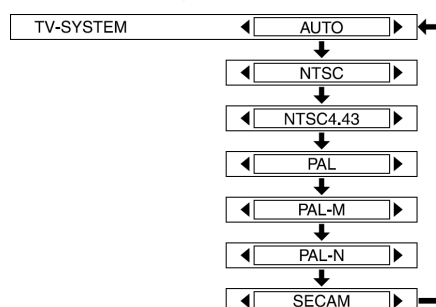 TV-SYSTEM AUTO
NTSC
NTSC4.43
PAL
PAL-M
PAL-N
SECAM